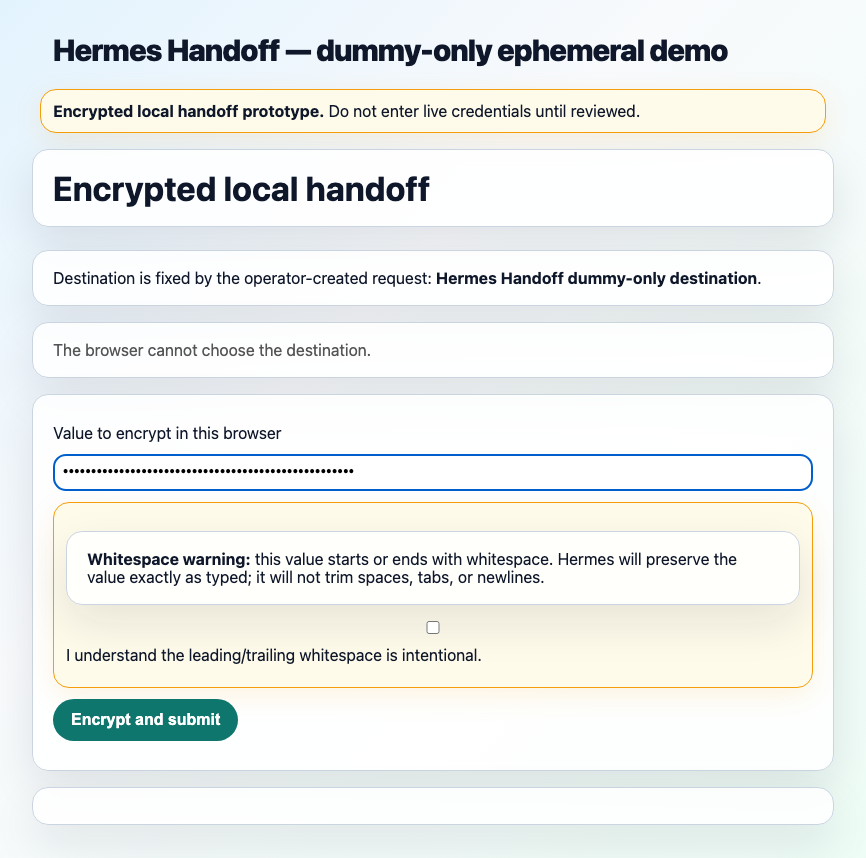 Hermes Handoff — dummy-only ephemeral demo
Encrypted local handoff prototype. Do not enter live credentials until reviewed.
Encrypted local handoff
Destination is fixed by the operator-created request: Hermes Handoff dummy-only destination.
The browser cannot choose the destination.
Value to encrypt in this browser
Whitespace warning: this value starts or ends with whitespace. Hermes will preserve the
value exactly as typed; it will not trim spaces, tabs, or newlines.
I understand the leading/trailing whitespace is intentional.
Encrypt and submit